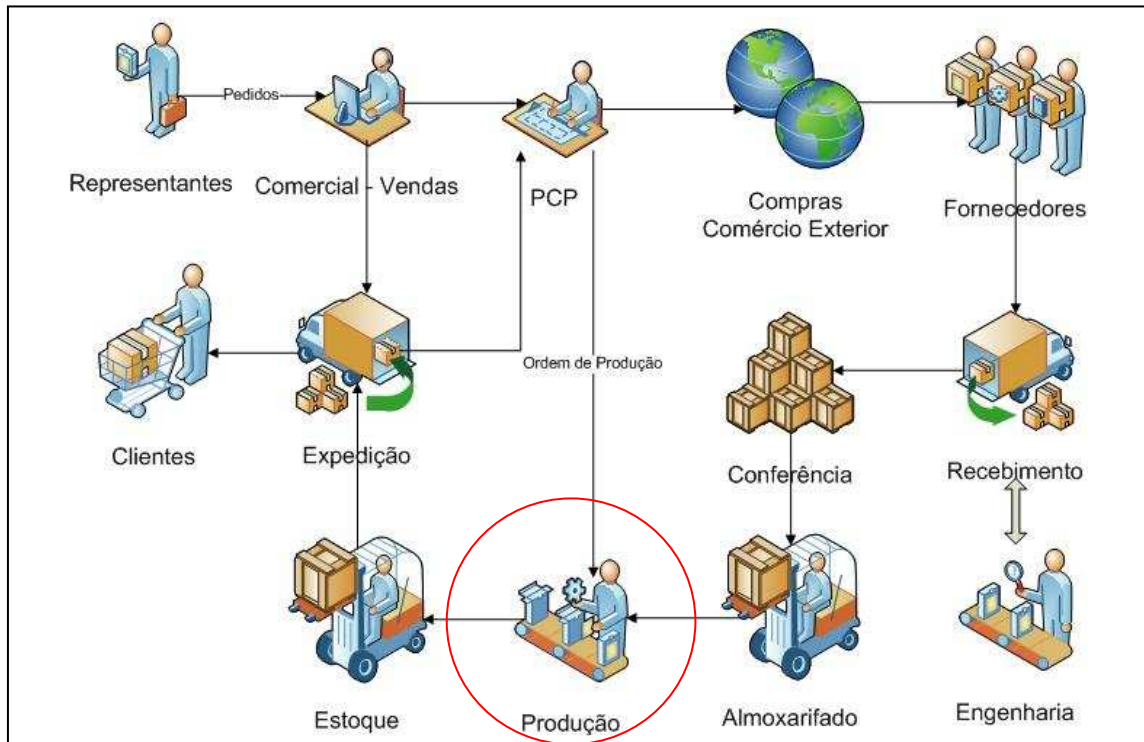 Pedidos
Representantes
Comercial - Vendas
PCP
Compras
Comércio Exterior
Fornecedores
Ordem de Produção
Clientes
Expedição
Conferência
Recebimento
Estoque
Produção
Almoxarifado
Engenharia